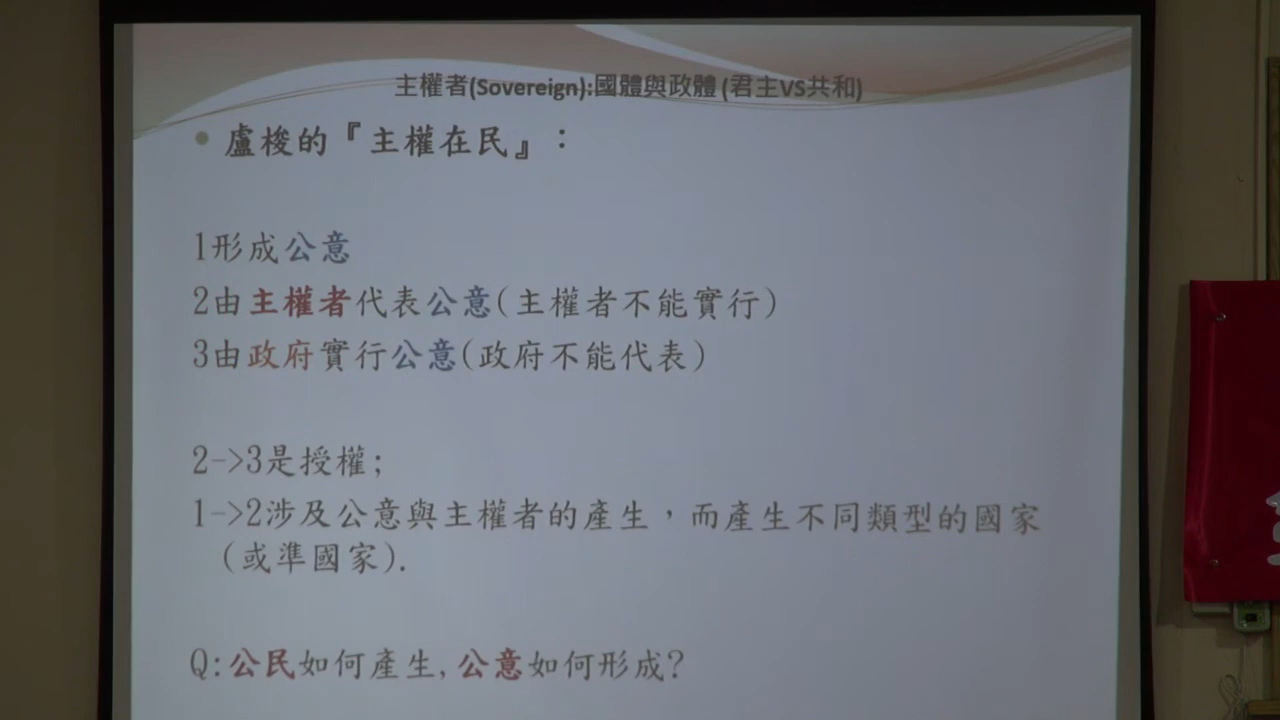 主權者(Sovereign):國體與政體 (君主VS共和)
盧梭的『主權在民』：
1形成公意
2由主權者代表公意(主權者不能實行)
3由政府實行公意(政府不能代表)
2->3是授權;
1->2涉及公意與主權者的產生，而產生不同類型的國家
(或準國家).
Q:公民如何產生,公意如何形成?